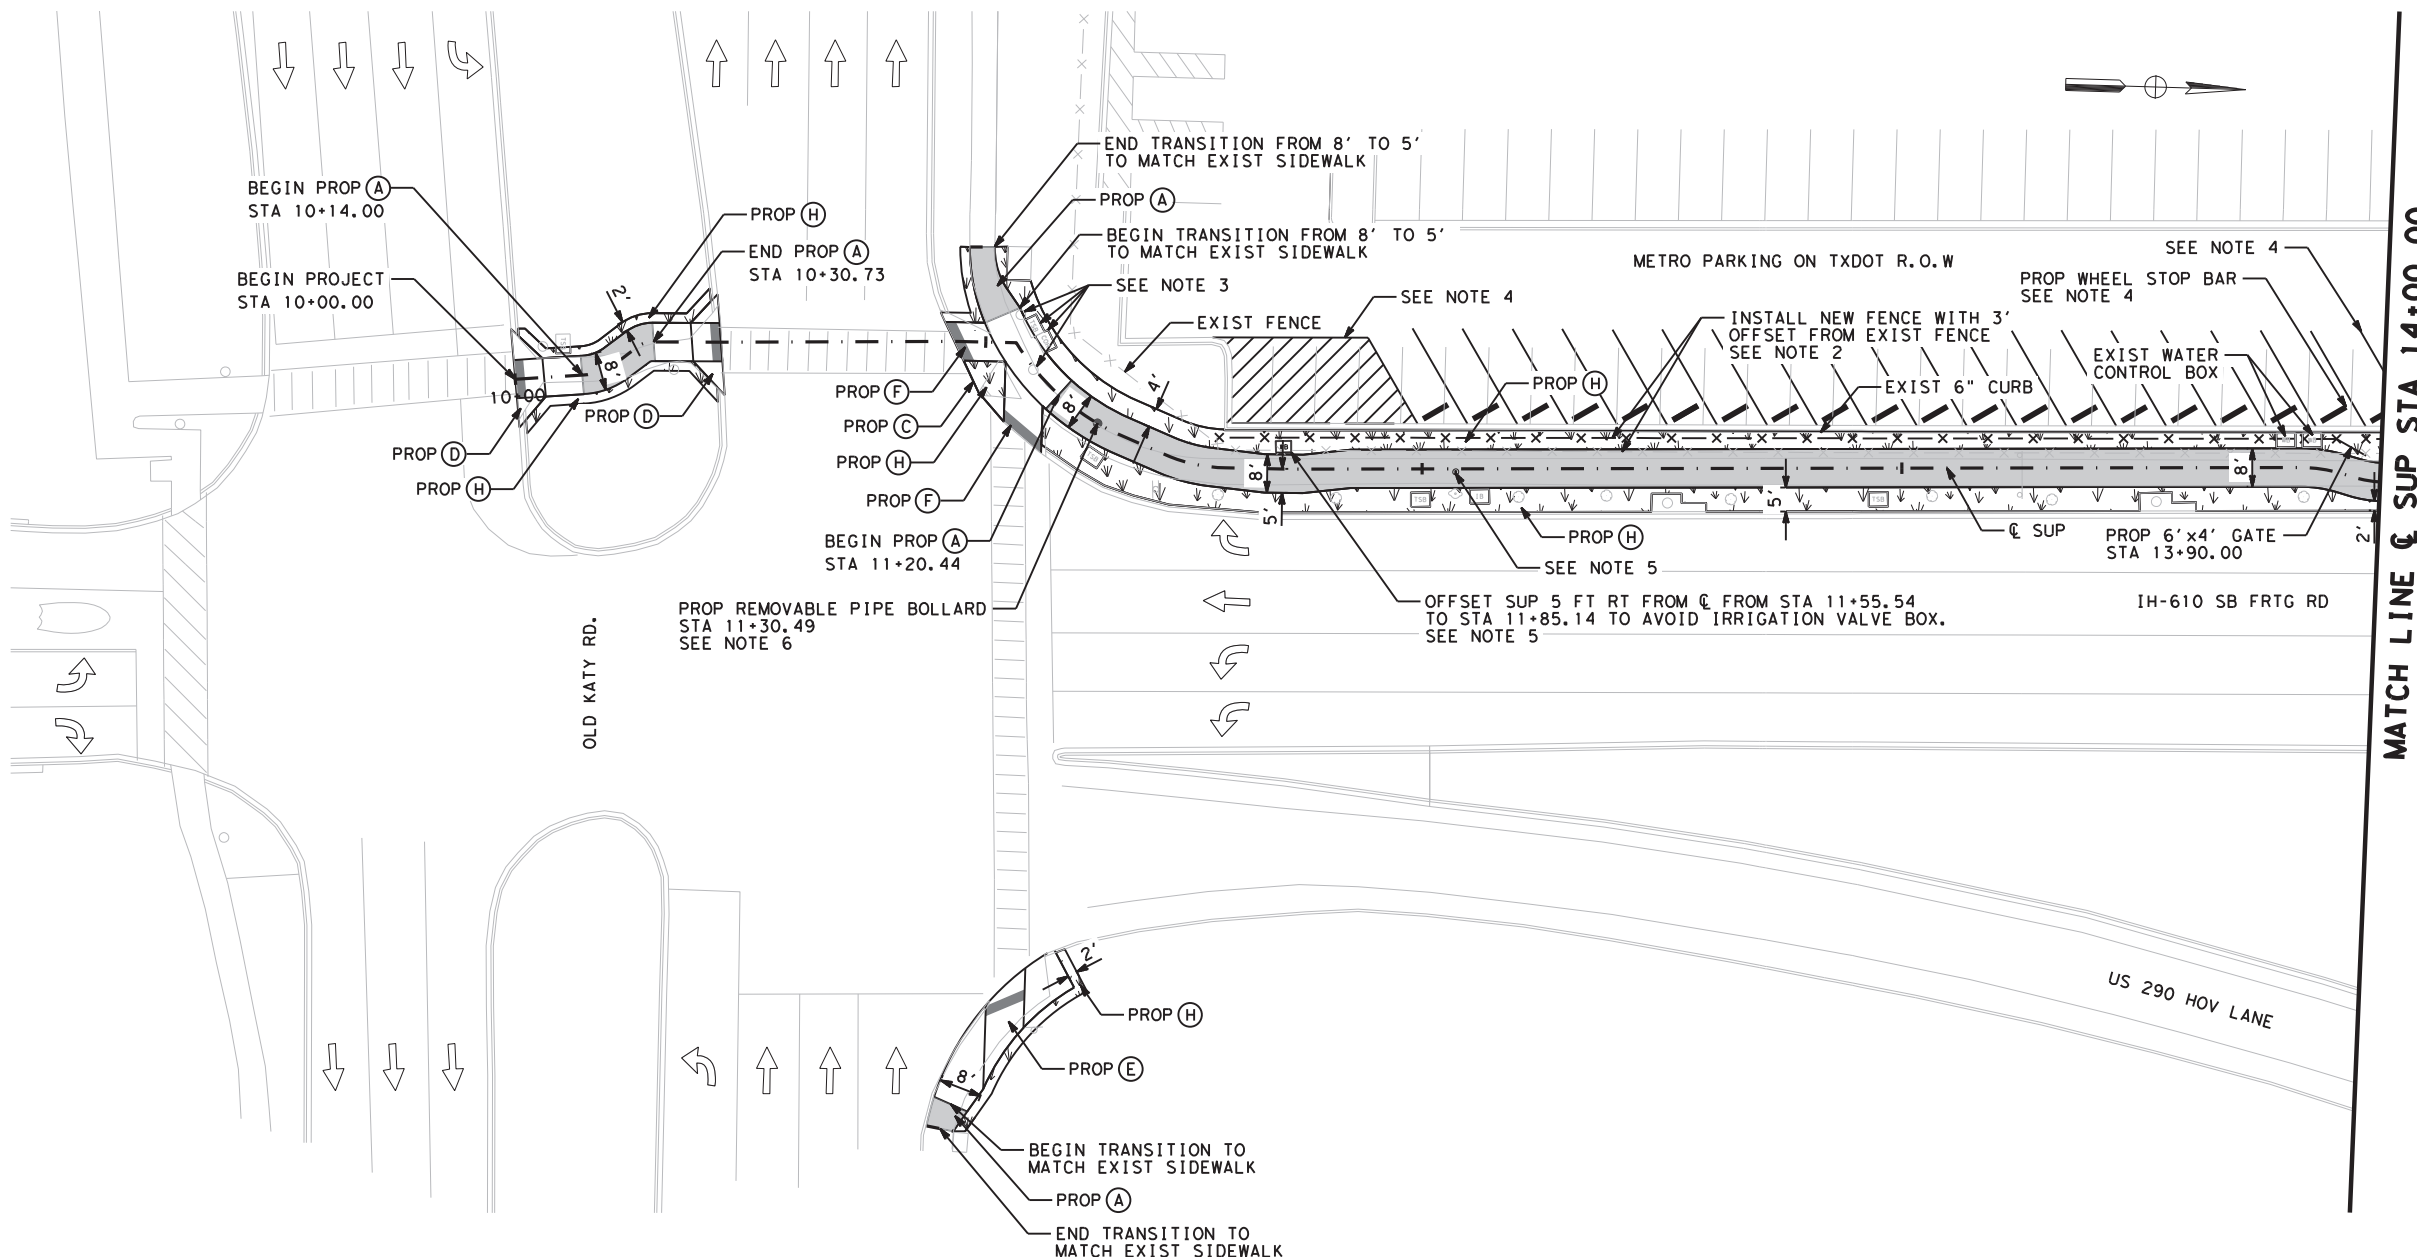 BEGIN PROP A
STA 10+14.00
BEGIN PROJECT
STA 10+00.00
10+00
PROP D
PROP H
PROP D
8'
2'
PROP H
END PROP A
STA 10+30.73
END TRANSITION FROM 8' TO 5'
TO MATCH EXIST SIDEWALK
PROP A
BEGIN TRANSITION FROM 8' TO 5'
TO MATCH EXIST SIDEWALK
SEE NOTE 3
EXIST FENCE
SEE NOTE 4
4'
8'
PROP F
PROP C
PROP H
PROP F
BEGIN PROP A
STA 11+20.44
PROP REMOVABLE PIPE BOLLARD
STA 11+30.49
SEE NOTE 6
OLD KATY RD.
METRO PARKING ON TXDOT R.O.W
INSTALL NEW FENCE WITH 3'
OFFSET FROM EXIST FENCE
SEE NOTE 2
PROP H
EXIST 6" CURB
SEE NOTE 4
PROP WHEEL STOP BAR
SEE NOTE 4
EXIST WATER
CONTROL BOX
8'
5'
TSB
TSB
TSB
TSB
5'
8'
2'
PROP H
SEE NOTE 5
℄ SUP
PROP 6'x4' GATE
STA 13+90.00
OFFSET SUP 5 FT RT FROM ℄ FROM STA 11+55.54
TO STA 11+85.14 TO AVOID IRRIGATION VALVE BOX.
SEE NOTE 5
IH-610 SB FRTG RD
MATCH LINE ℄ SUP STA 14+00.00
US 290 HOV LANE
2'
PROP H
PROP E
8'
BEGIN TRANSITION TO
MATCH EXIST SIDEWALK
PROP A
END TRANSITION TO
MATCH EXIST SIDEWALK